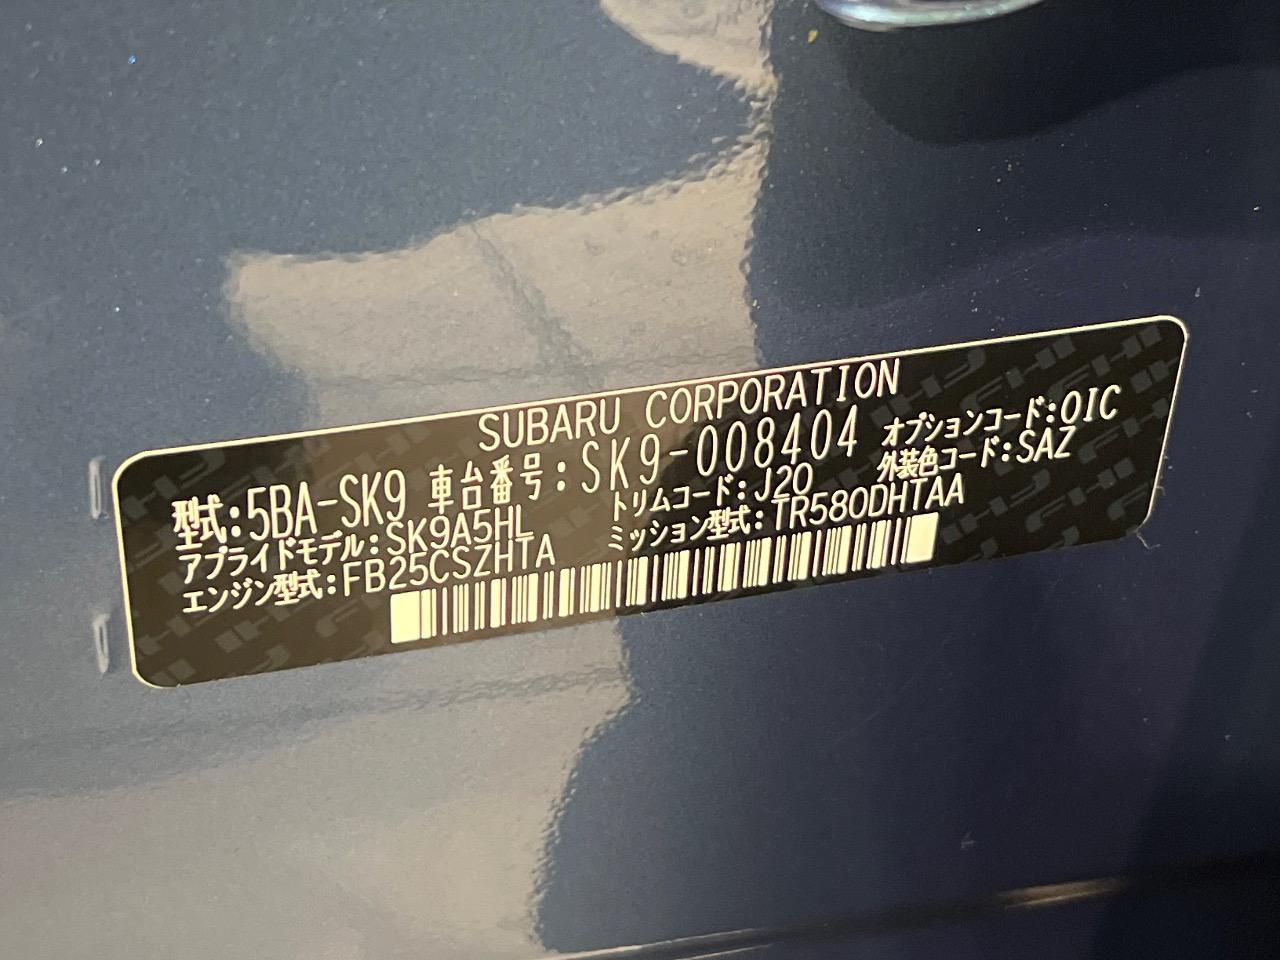 SUBARU CORPORATION
型式:5BA-SK9 車台番号:SK9-008404 オプションコード:OIC
アプライドモデル:SK9A5HL トリムコード:J20 外装色コード:SAZ
エンジン型式:FB25CSZHTA ミッション型式:TR580DHTAA